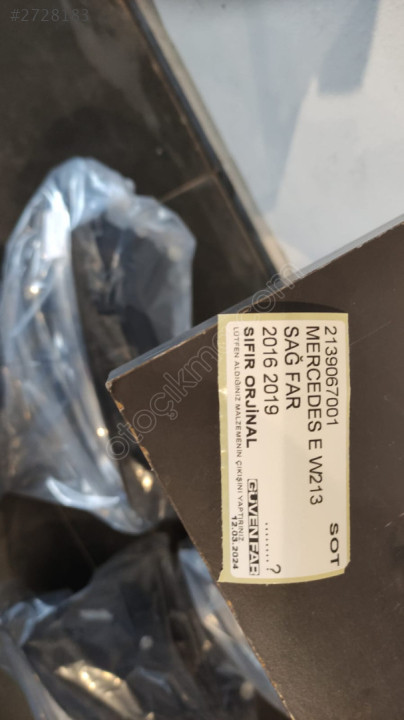 #2728183
otoçıkma
2139067001
MERCEDES E W213
SAĞ FAR
2016 2019
SIFIR ORJİNAL
LÜTFEN ALDIĞINIZ MALZEMENİN ÇIKIŞINI YAPTIRINIZ
SOT
.........?
GÜVEN FAR
12.03.2024